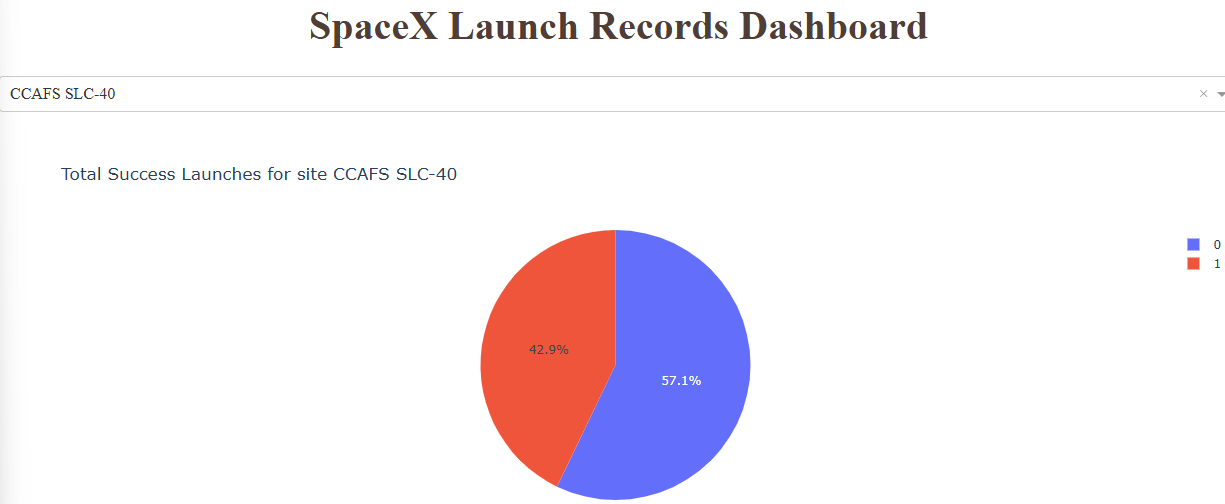 SpaceX Launch Records Dashboard
CCAFS SLC-40
×
Total Success Launches for site CCAFS SLC-40
0
1
42.9%
57.1%